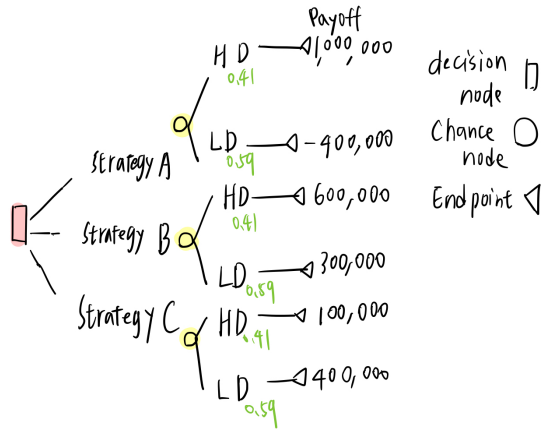 Payoff
HD 1,000,000
0.41
LD -400,000
0.59
Strategy A
HD 600,000
0.41
Strategy B
LD 300,000
0.59
Strategy C
HD 100,000
0.41
LD 400,000
0.59
decision
node
Chance
node
Endpoint